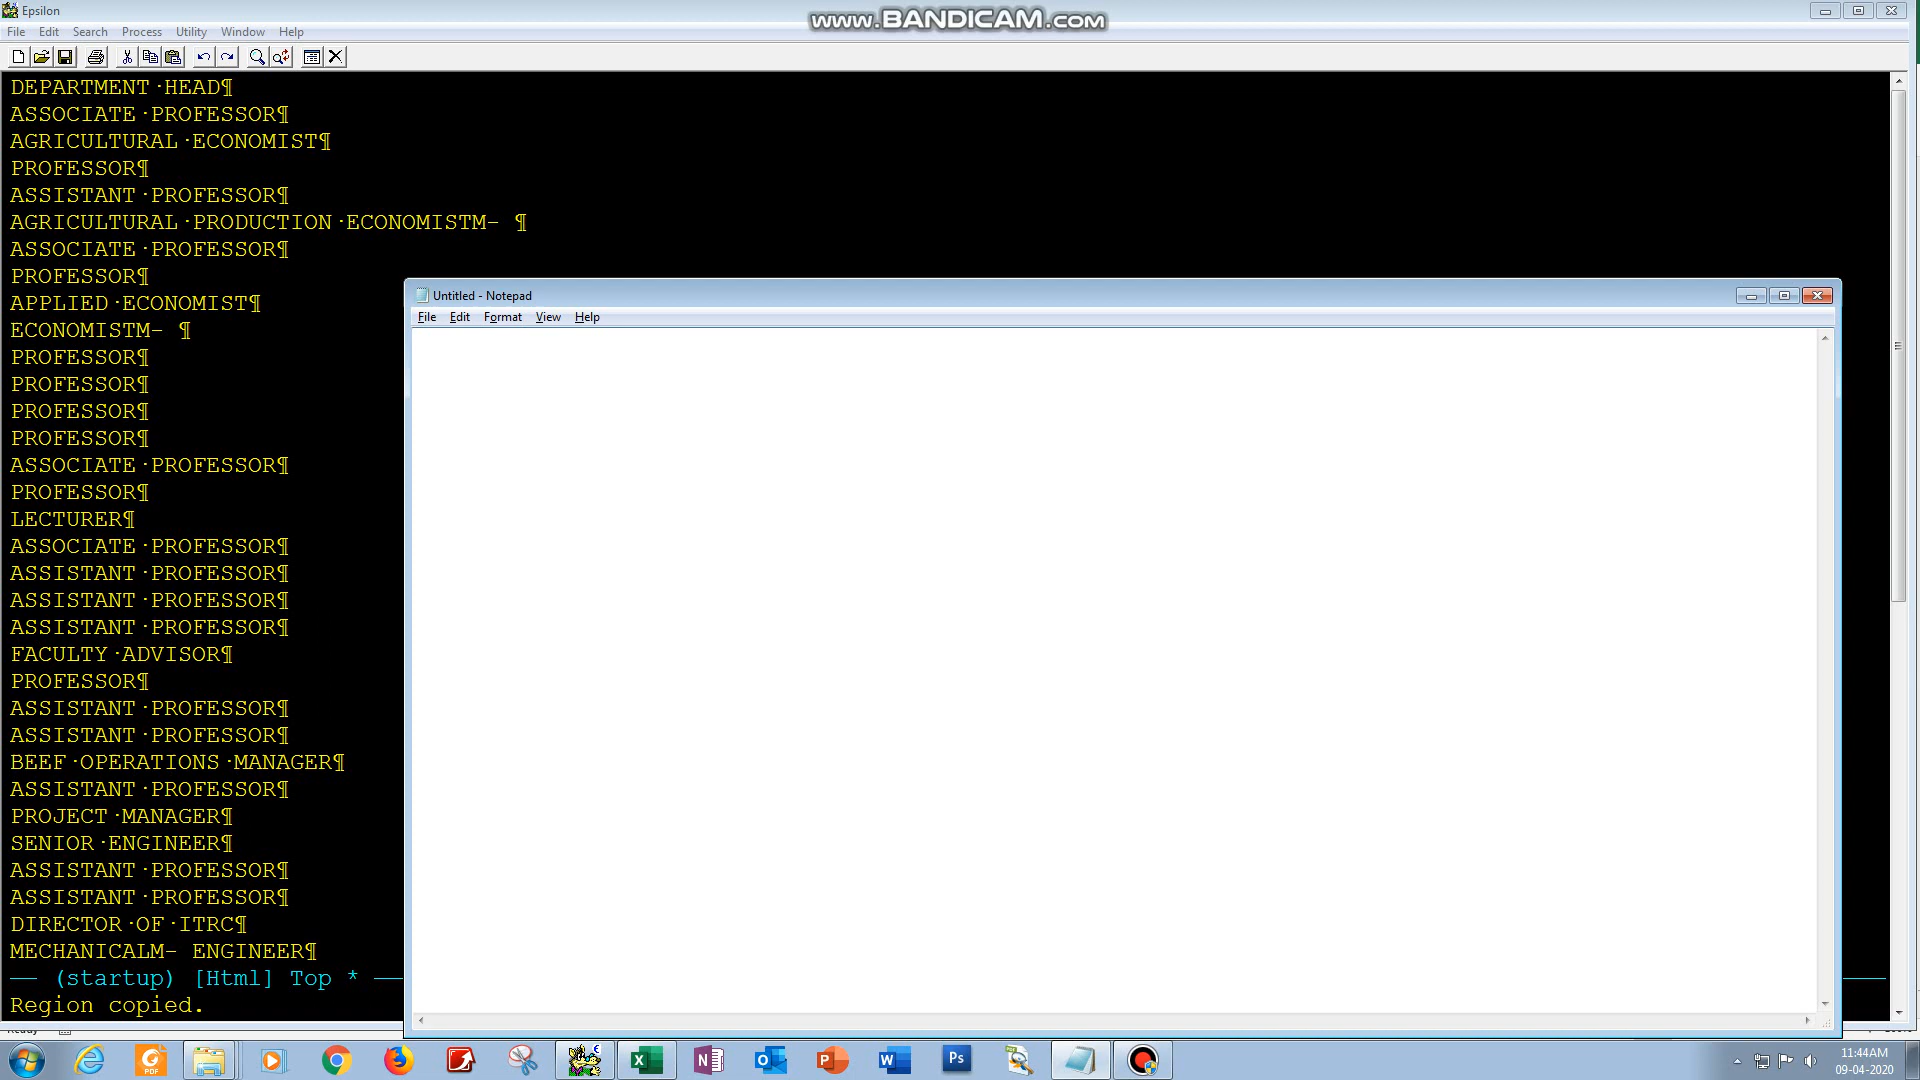 Epsilon
www.BANDICAM.com
File Edit Search Process Utility Window Help
DEPARTMENT·HEAD¶
ASSOCIATE·PROFESSOR¶
AGRICULTURAL·ECONOMIST¶
PROFESSOR¶
ASSISTANT·PROFESSOR¶
AGRICULTURAL·PRODUCTION·ECONOMISTM- ¶
ASSOCIATE·PROFESSOR¶
PROFESSOR¶
APPLIED·ECONOMIST¶
ECONOMISTM- ¶
PROFESSOR¶
PROFESSOR¶
PROFESSOR¶
PROFESSOR¶
ASSOCIATE·PROFESSOR¶
PROFESSOR¶
LECTURER¶
ASSOCIATE·PROFESSOR¶
ASSISTANT·PROFESSOR¶
ASSISTANT·PROFESSOR¶
ASSISTANT·PROFESSOR¶
FACULTY·ADVISOR¶
PROFESSOR¶
ASSISTANT·PROFESSOR¶
ASSISTANT·PROFESSOR¶
BEEF·OPERATIONS·MANAGER¶
ASSISTANT·PROFESSOR¶
PROJECT·MANAGER¶
SENIOR·ENGINEER¶
ASSISTANT·PROFESSOR¶
ASSISTANT·PROFESSOR¶
DIRECTOR·OF·ITRC¶
MECHANICALM- ENGINEER¶
(startup) [Html] Top *
Region copied.
Untitled - Notepad
File Edit Format View Help
PDF
Ps
11:44AM
09-04-2020